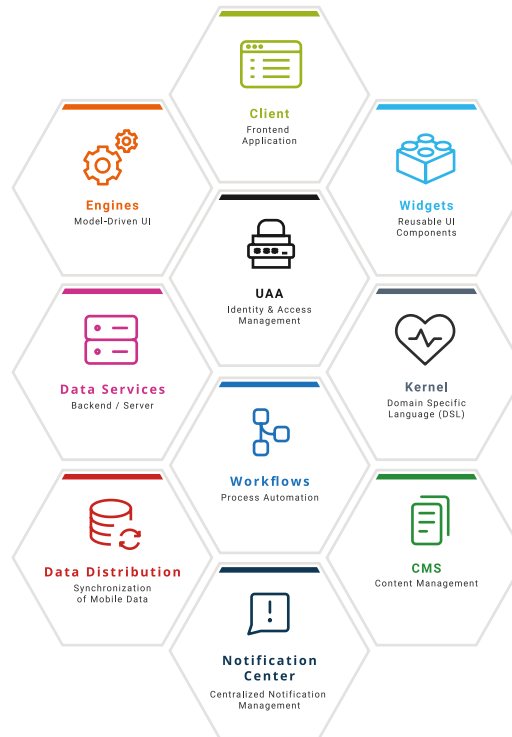 Client
Frontend
Application
Engines
Model-Driven UI
Widgets
Reusable UI
Components
UAA
Identity & Access
Management
Data Services
Backend / Server
Kernel
Domain Specific
Language (DSL)
Workflows
Process Automation
Data Distribution
Synchronization
of Mobile Data
CMS
Content Management
Notification
Center
Centralized Notification
Management